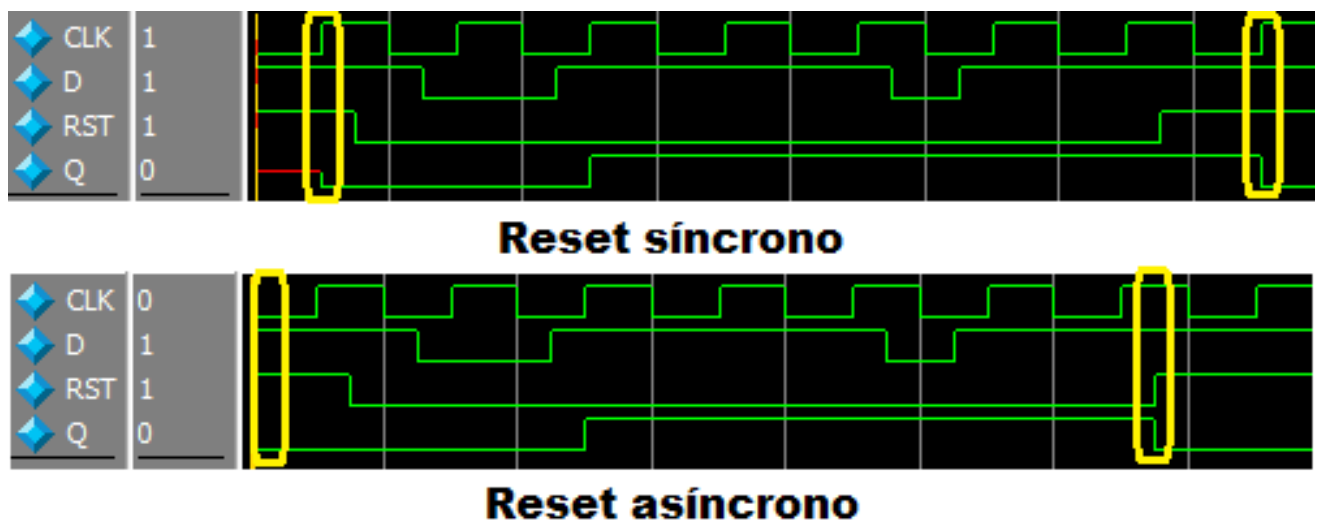 CLK 1
D 1
RST 1
Q 0
Reset síncrono
CLK 0
D 1
RST 1
Q 0
Reset asíncrono